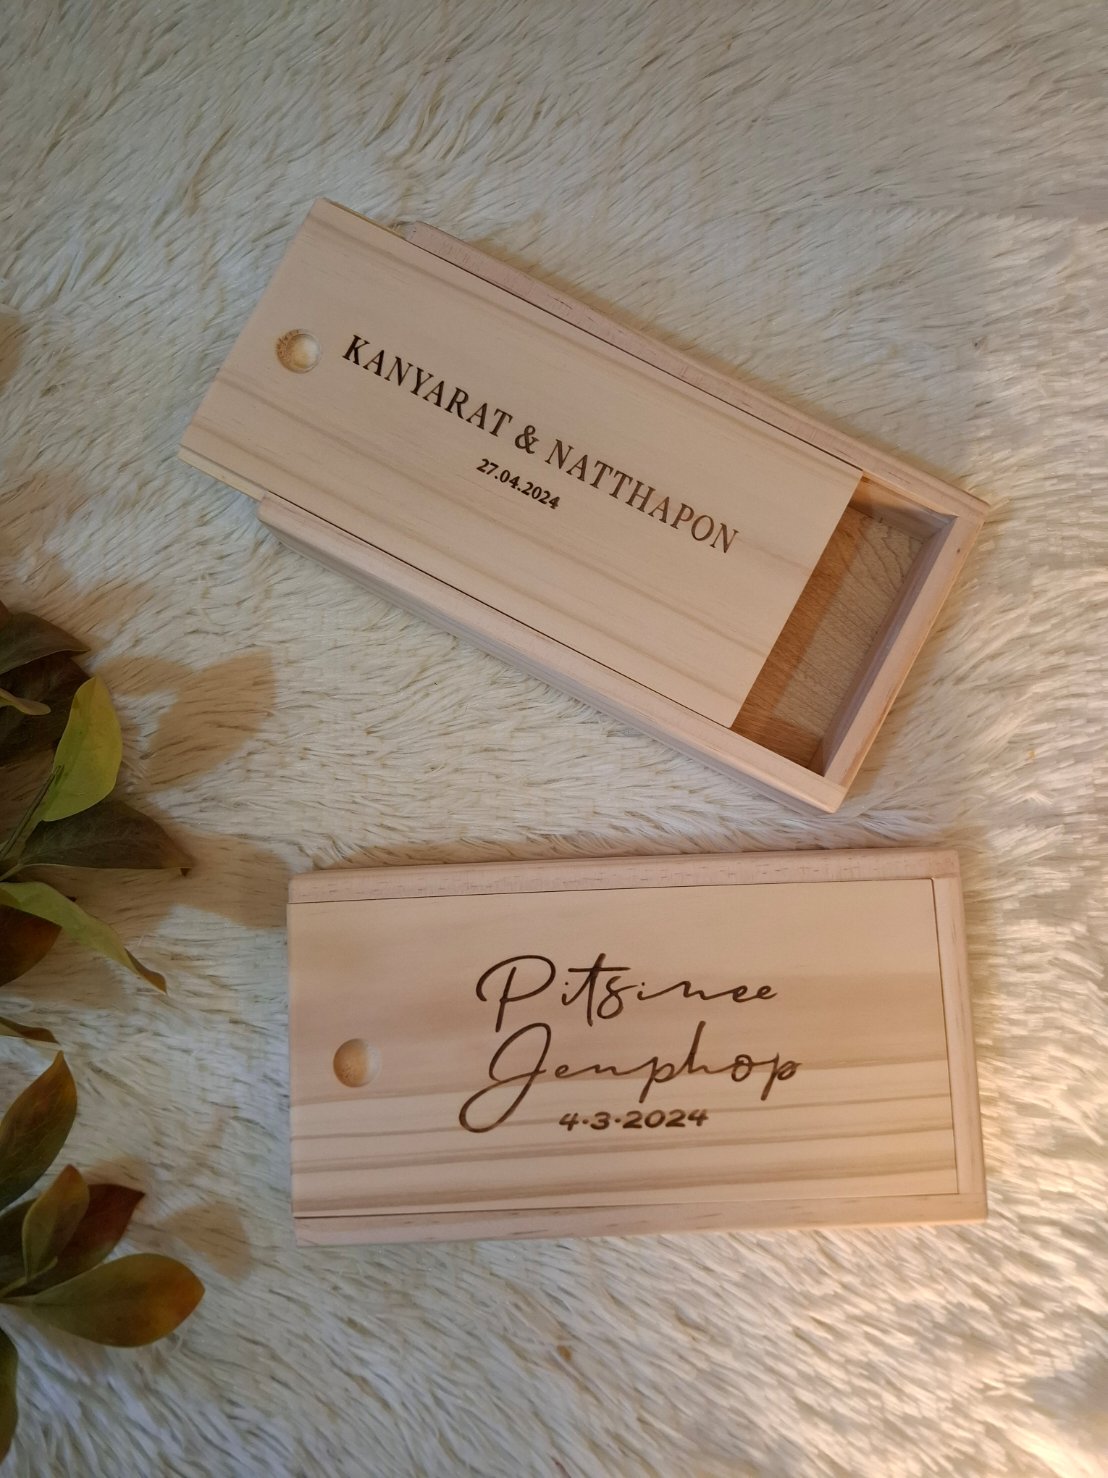 KANYARAT & NATTHAPON
27.04.2024
Pitsinee
Jenphop
4·3·2024